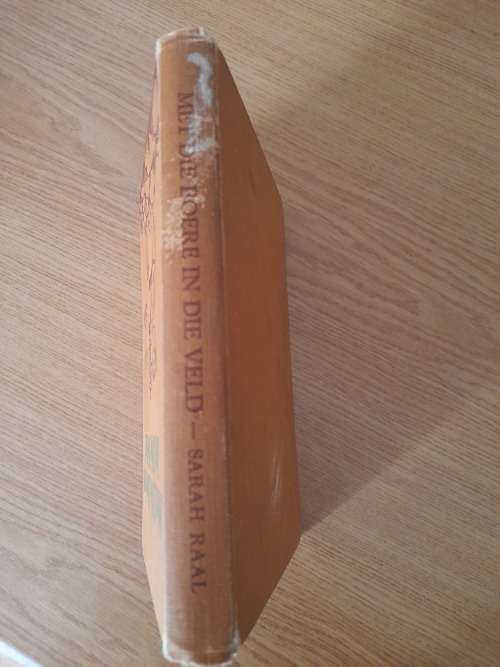 MET DIE BOERE IN DIE VELD — SARAH RAAL